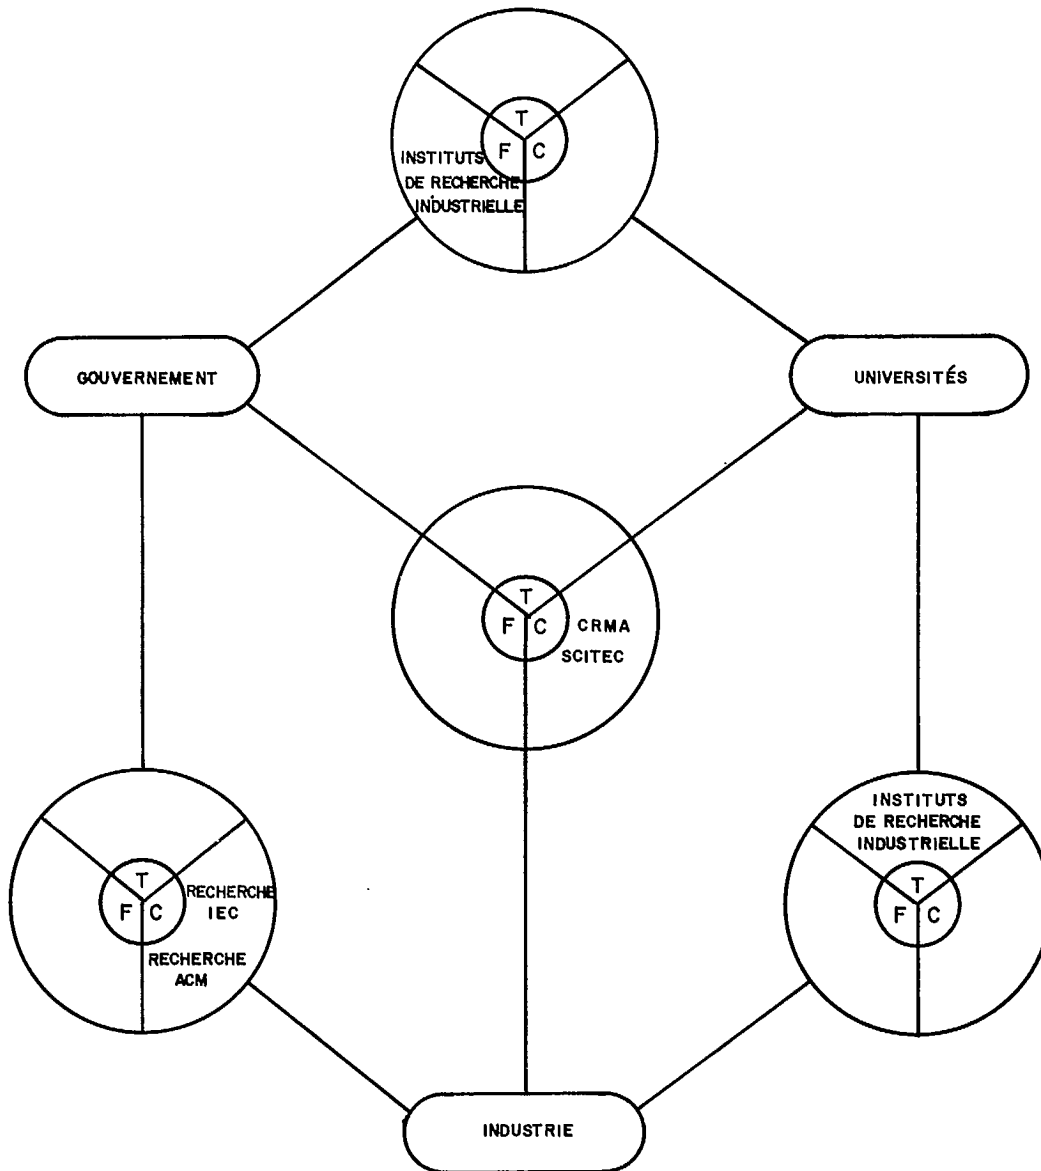 T
F C
INSTITUTS
DE RECHERCHE
INDUSTRIELLE
GOUVERNEMENT
UNIVERSITÉS
T
F C
CRMA
SCITEC
T
F C
RECHERCHE
IEC
RECHERCHE
ACM
INSTITUTS
DE RECHERCHE
INDUSTRIELLE
T
F C
INDUSTRIE